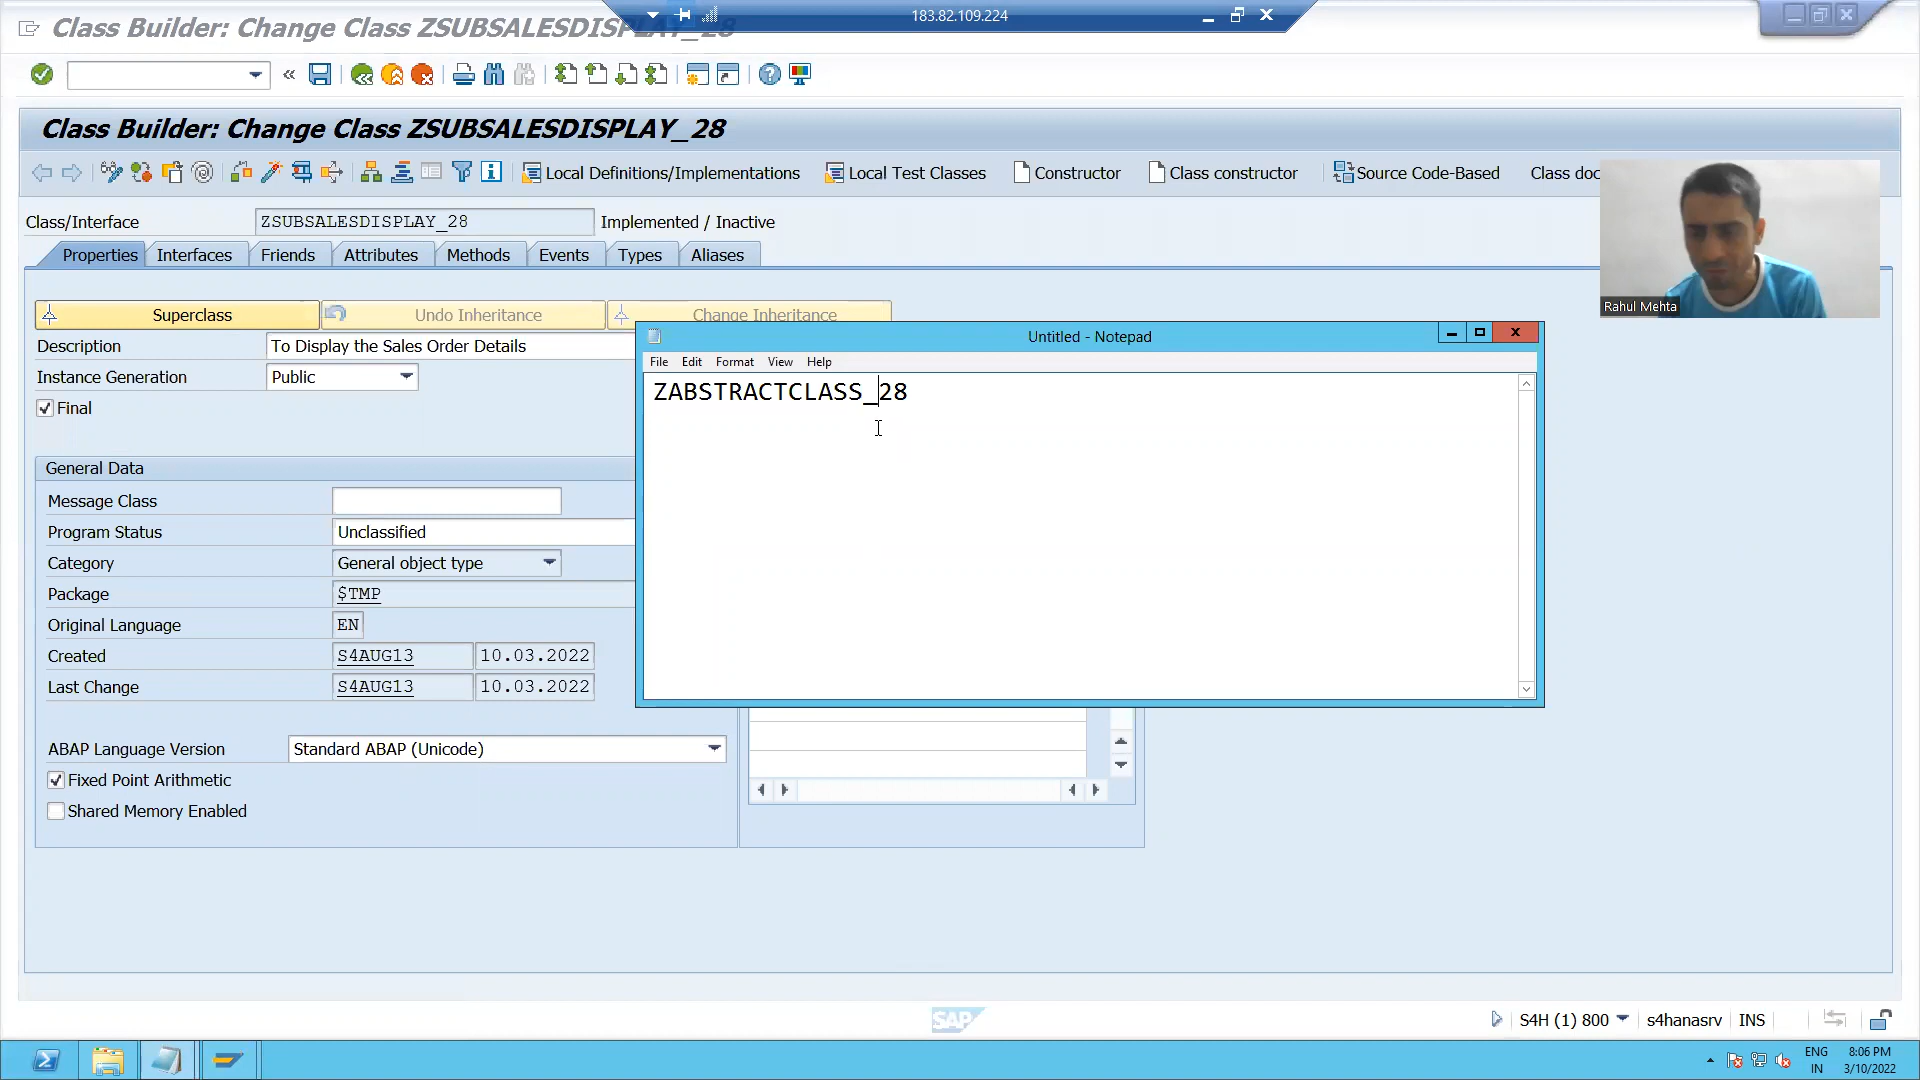 Class Builder: Change Class ZSUBSALESDISPLAY_28
183.82.109.224
Class Builder: Change Class ZSUBSALESDISPLAY_28
Local Definitions/Implementations
Local Test Classes
Constructor
Class constructor
Source Code-Based
Class doc
Class/Interface
ZSUBSALESDISPLAY_28
Implemented / Inactive
Properties
Interfaces
Friends
Attributes
Methods
Events
Types
Aliases
Rahul Mehta
Superclass
Undo Inheritance
Change Inheritance
Description
To Display the Sales Order Details
Instance Generation
Public
Final
Untitled - Notepad
File
Edit
Format
View
Help
ZABSTRACTCLASS_28
General Data
Message Class
Program Status
Unclassified
Category
General object type
Package
$TMP
Original Language
EN
Created
S4AUG13
10.03.2022
Last Change
S4AUG13
10.03.2022
ABAP Language Version
Standard ABAP (Unicode)
Fixed Point Arithmetic
Shared Memory Enabled
SAP
S4H (1) 800
s4hanasrv
INS
ENG
IN
8:06 PM
3/10/2022